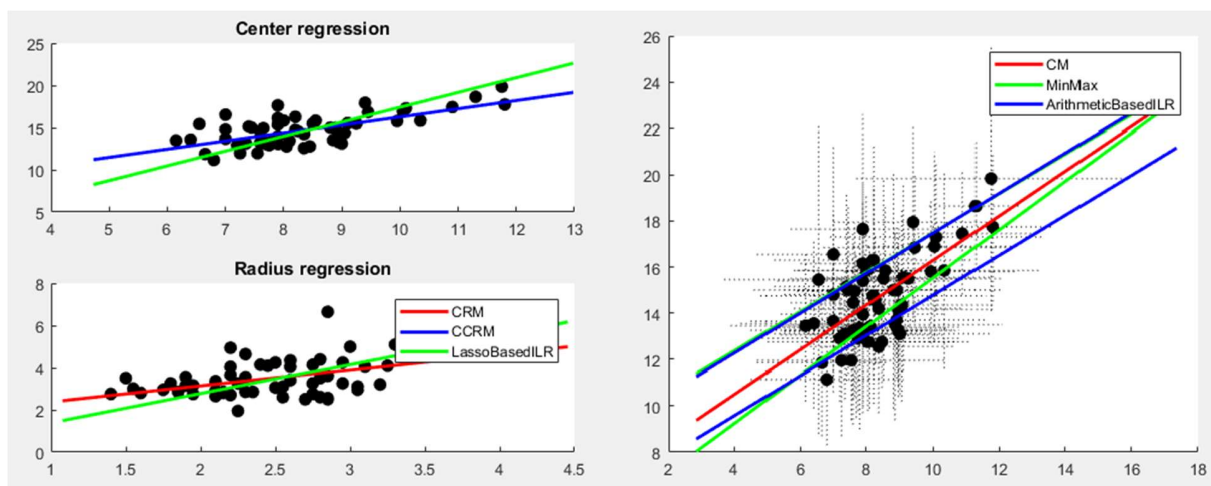 Center regression
25
20
15
10
5
4 5 6 7 8 9 10 11 12 13
Radius regression
8
6
4
2
0
CRM
CCRM
LassoBasedILR
1 1.5 2 2.5 3 3.5 4 4.5
26
24
22
20
18
16
14
12
10
8
CM
MinMax
ArithmeticBasedILR
2 4 6 8 10 12 14 16 18